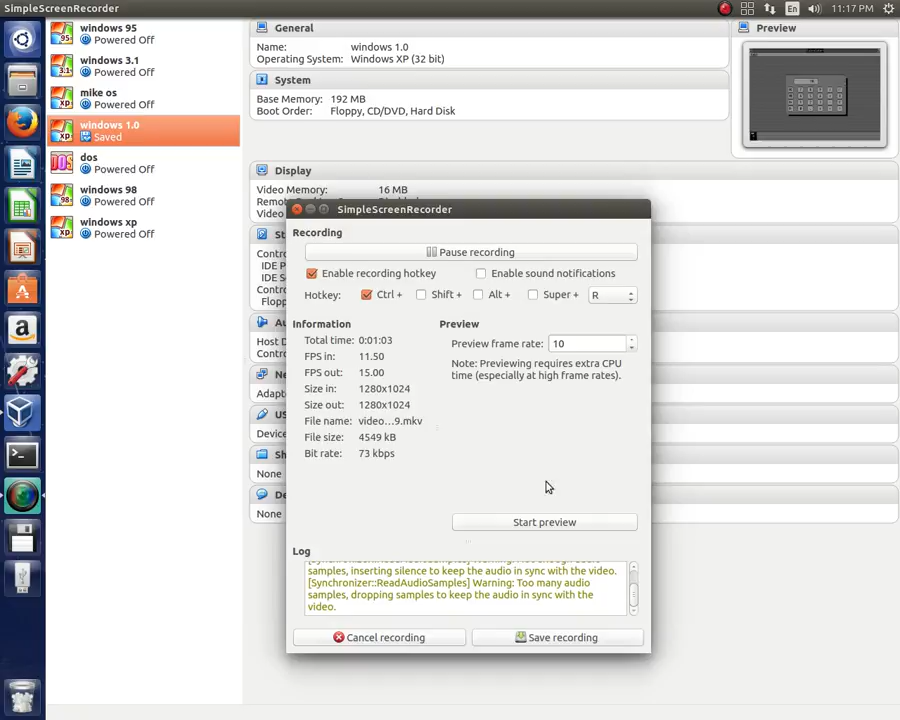 SimpleScreenRecorder
En
11:17 PM
windows 95
Powered Off
windows 3.1
Powered Off
mike os
Powered Off
windows 1.0
Saved
dos
Powered Off
windows 98
Powered Off
windows xp
Powered Off
General
Name: windows 1.0
Operating System: Windows XP (32 bit)
System
Base Memory: 192 MB
Boot Order: Floppy, CD/DVD, Hard Disk
Preview
Display
Video Memory: 16 MB
Video
IDE P
IDE S
Host D
Adapt
Device
None
None
SimpleScreenRecorder
Recording
Pause recording
Enable recording hotkey
Enable sound notifications
Hotkey: Ctrl + Shift + Alt + Super + R
Information
Total time: 0:01:03
FPS in: 11.50
FPS out: 15.00
Size in: 1280x1024
Size out: 1280x1024
File name: video...9.mkv
File size: 4549 kB
Bit rate: 73 kbps
Preview
Preview frame rate: 10
Note: Previewing requires extra CPU
time (especially at high frame rates).
Start preview
Log
samples, inserting silence to keep the audio in sync with the video.
[Synchronizer::ReadAudioSamples] Warning: Too many audio
samples, dropping samples to keep the audio in sync with the
video.
Cancel recording
Save recording